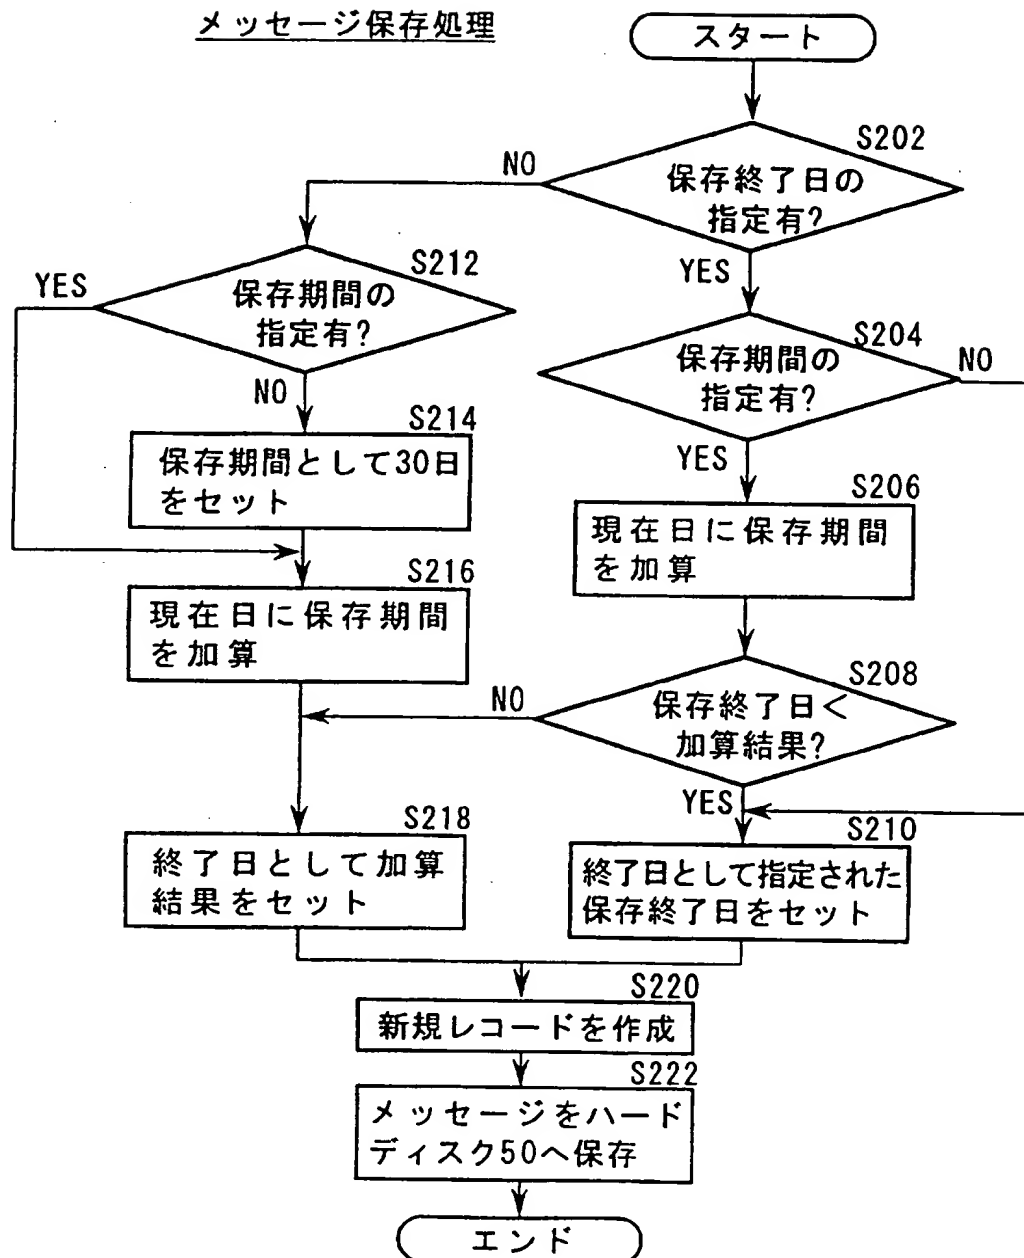 メッセージ保存処理
スタート
S202
保存終了日の
指定有?
NO
YES
S212
保存期間の
指定有?
YES
NO
S204
保存期間の
指定有?
NO
YES
S214
保存期間として30日
をセット
S206
現在日に保存期間
を加算
S216
現在日に保存期間
を加算
S208
保存終了日<
加算結果?
NO
YES
S218
終了日として加算
結果をセット
S210
終了日として指定された
保存終了日をセット
S220
新規レコードを作成
S222
メッセージをハード
ディスク50へ保存
エンド